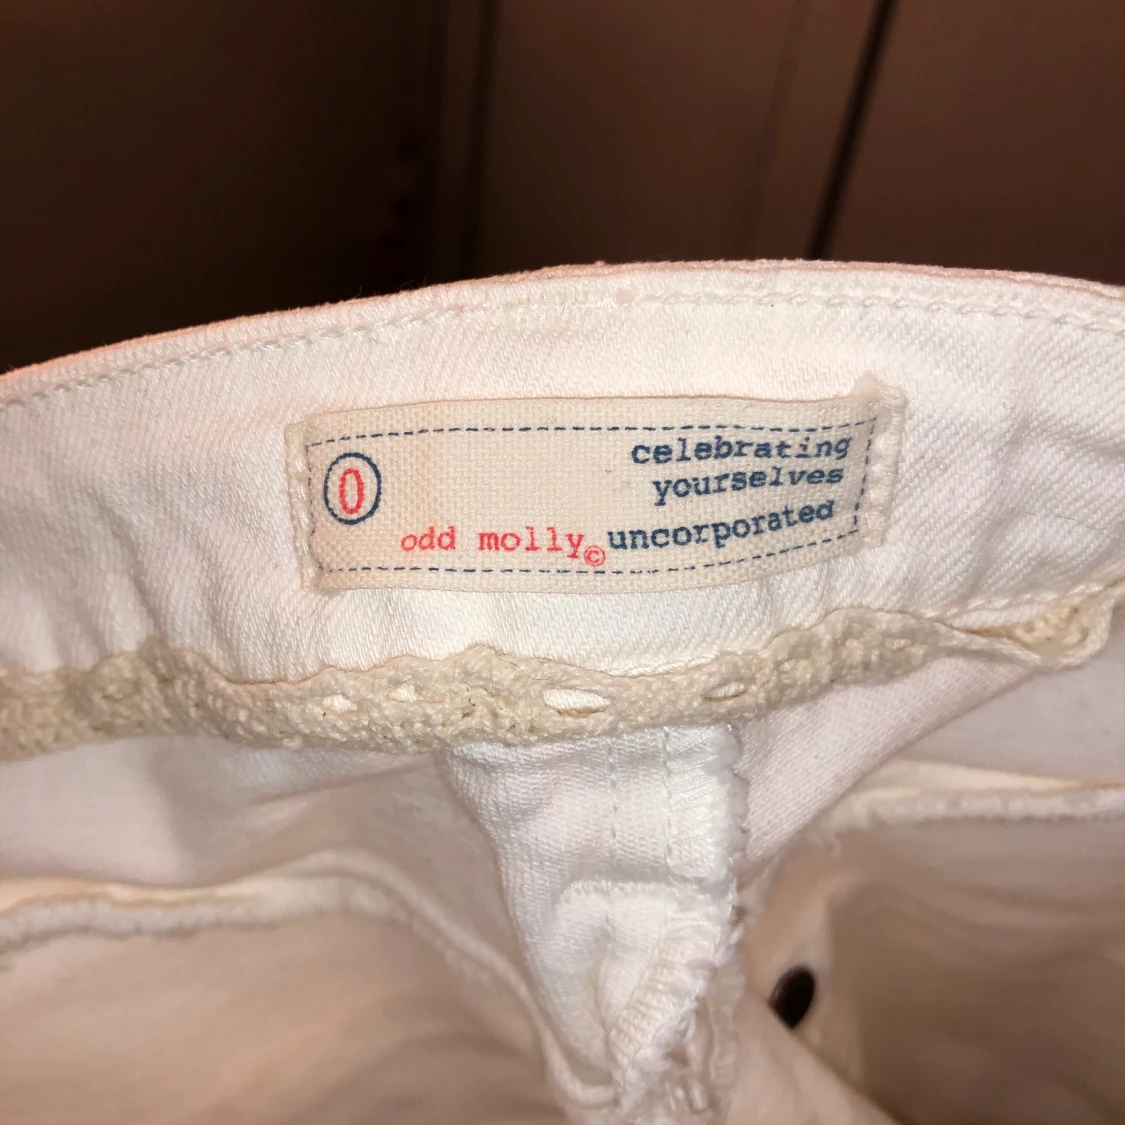 0
celebrating
yourselves
odd molly© uncorporated